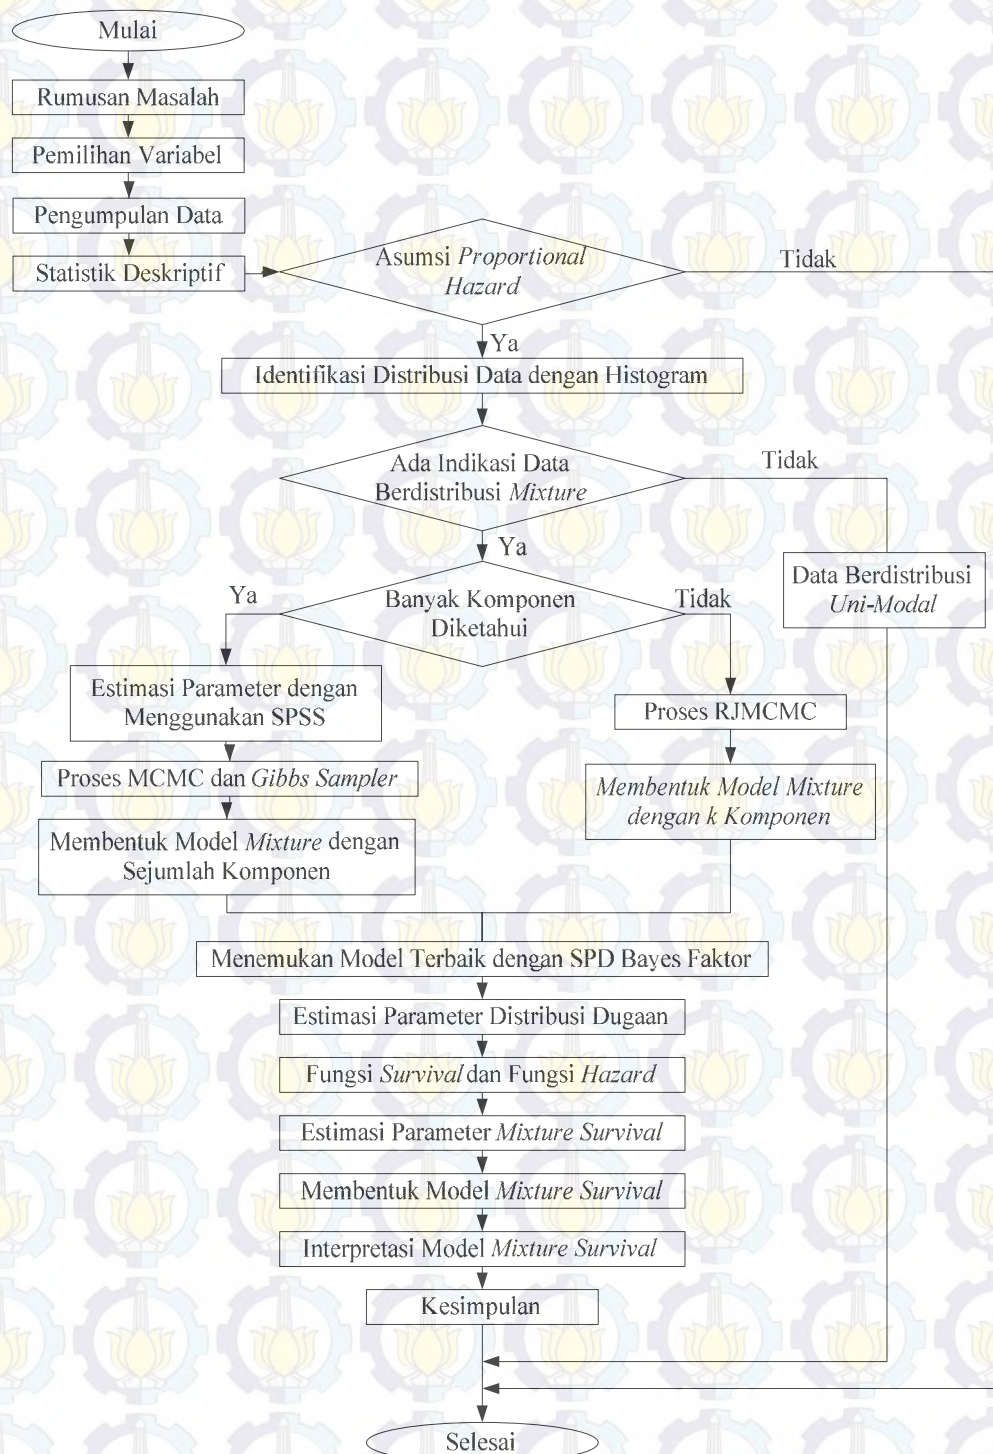 Mulai
Rumusan Masalah
Pemilihan Variabel
Pengumpulan Data
Statistik Deskriptif
Asumsi Proportional
Hazard
Tidak
Ya
Identifikasi Distribusi Data dengan Histogram
Ada Indikasi Data
Berdistribusi Mixture
Tidak
Ya
Data Berdistribusi
Uni-Modal
Banyak Komponen
Diketahui
Ya
Tidak
Estimasi Parameter dengan
Menggunakan SPSS
Proses MCMC dan Gibbs Sampler
Membentuk Model Mixture dengan
Sejumlah Komponen
Proses RJMCMC
Membentuk Model Mixture
dengan k Komponen
Menemukan Model Terbaik dengan SPD Bayes Faktor
Estimasi Parameter Distribusi Dugaan
Fungsi Survival dan Fungsi Hazard
Estimasi Parameter Mixture Survival
Membentuk Model Mixture Survival
Interpretasi Model Mixture Survival
Kesimpulan
Selesai